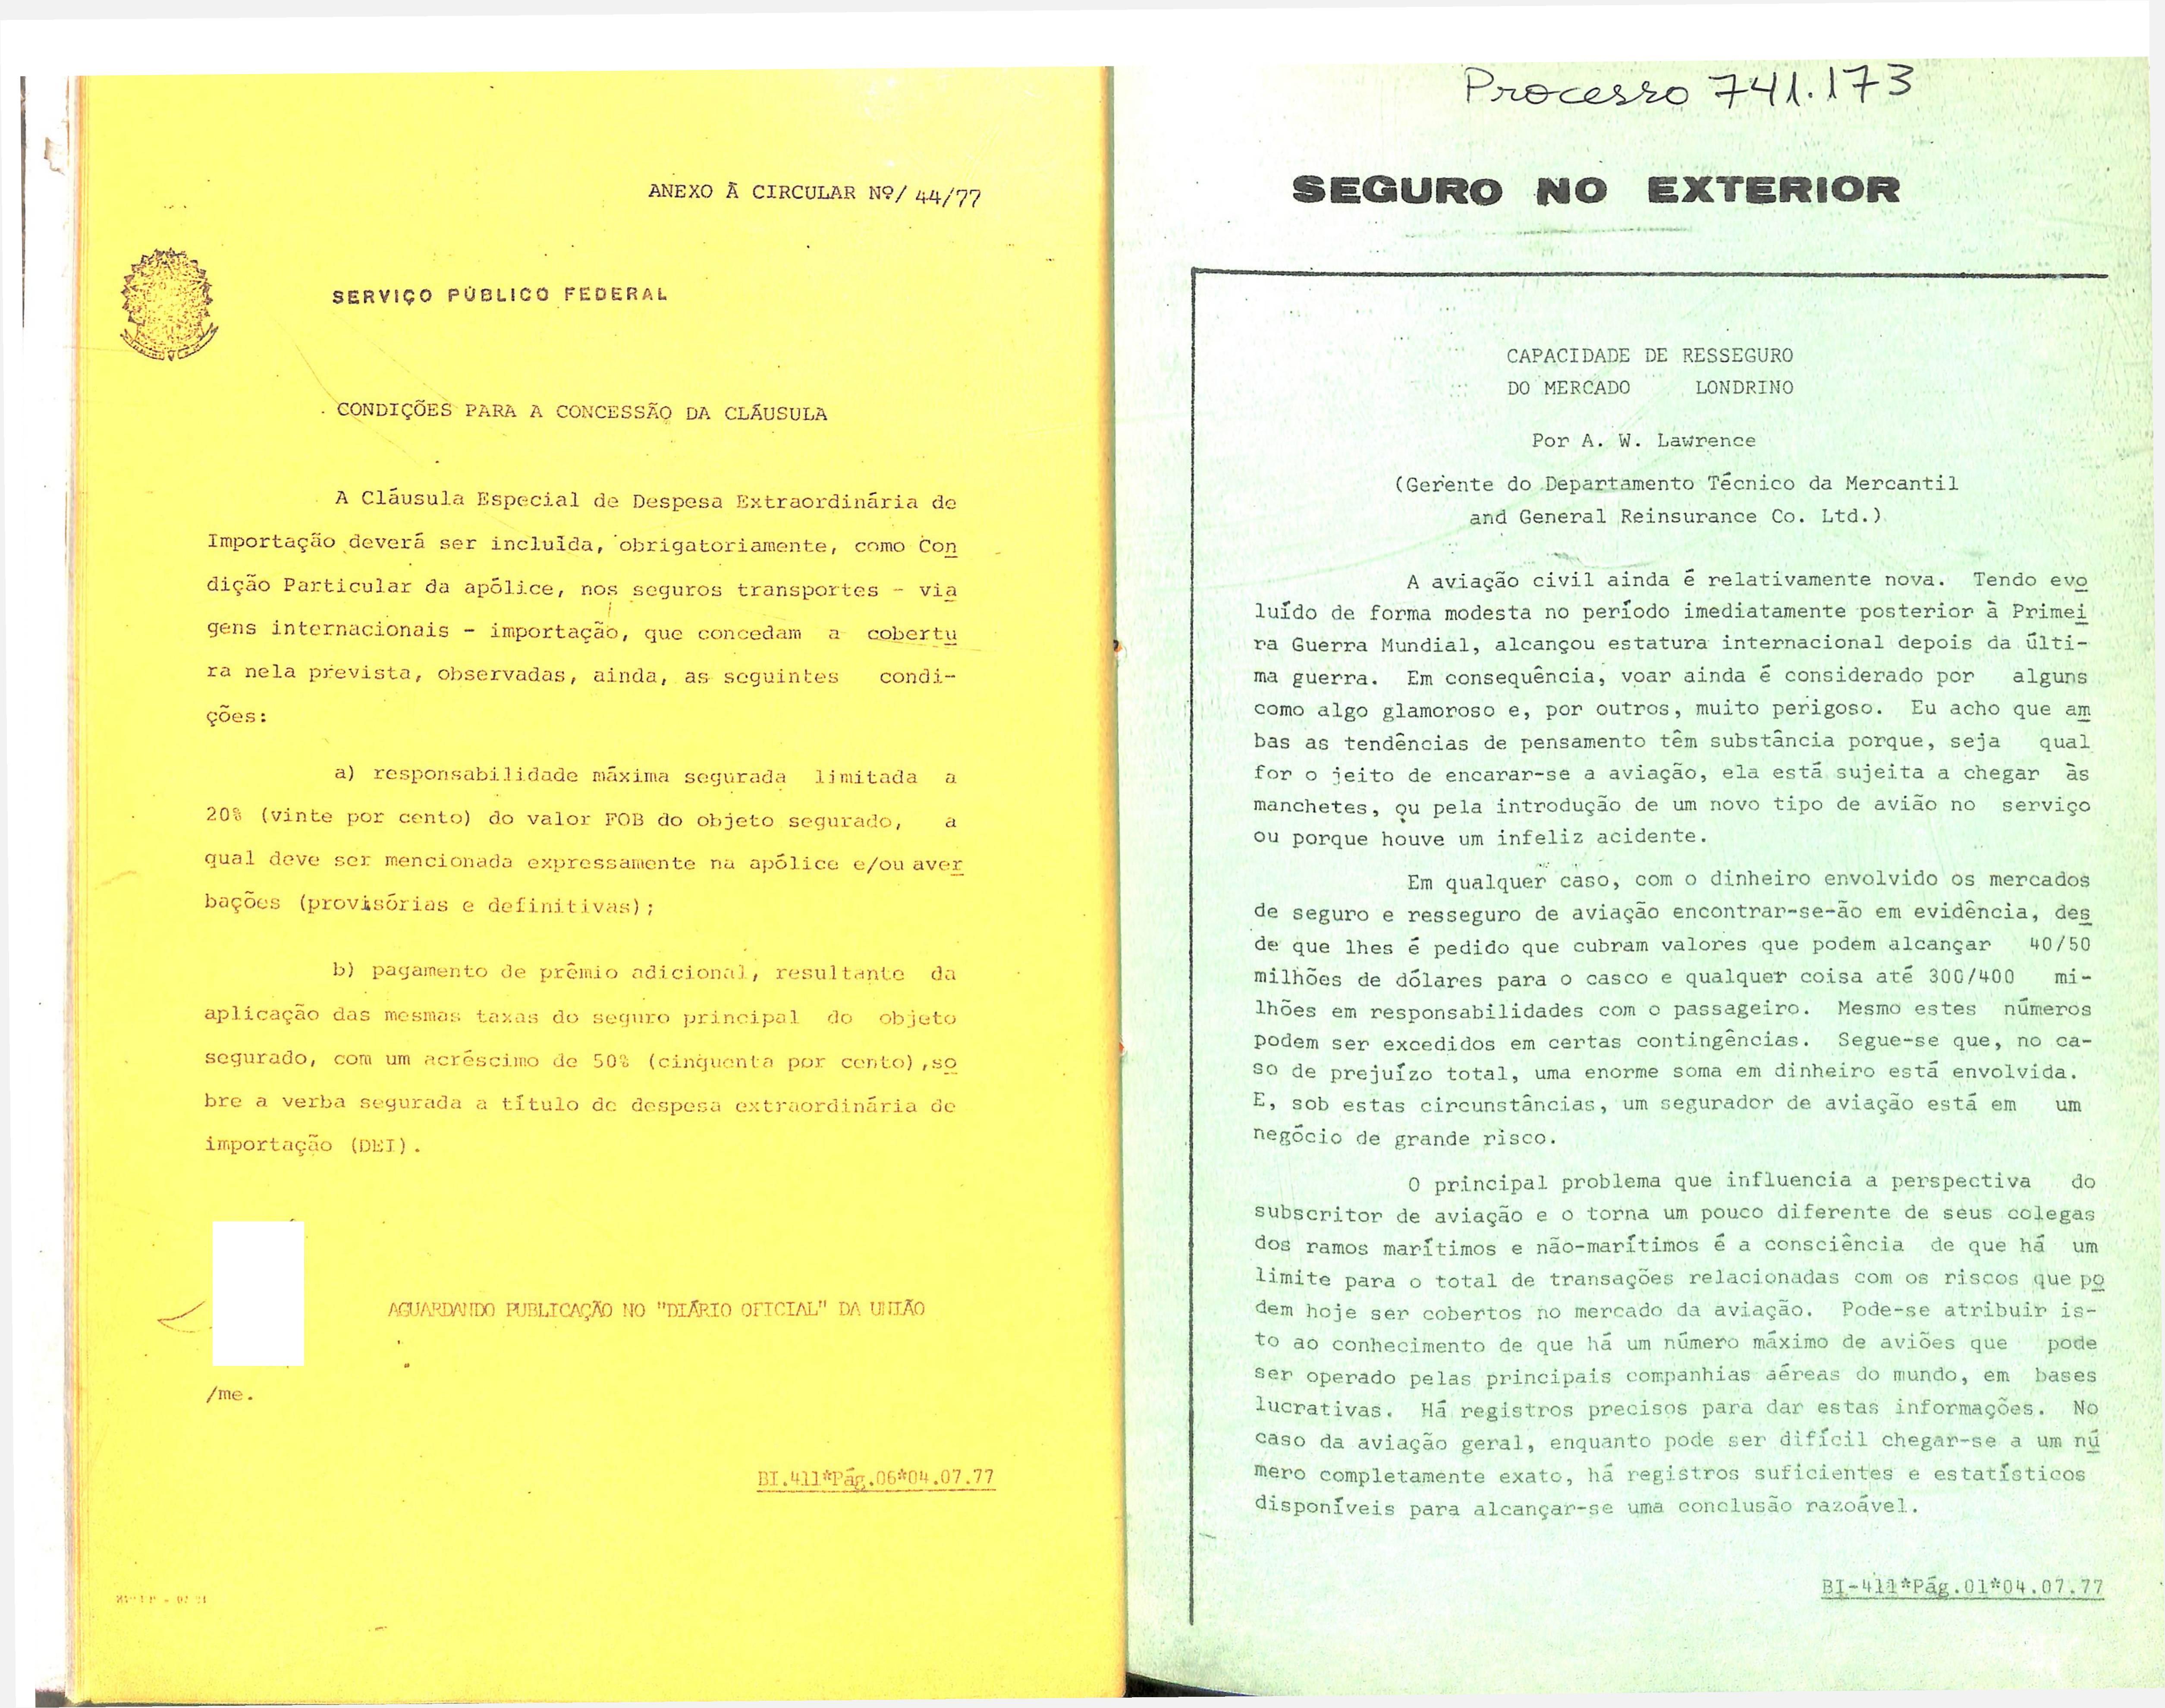 ANEXO À CIRCULAR Nº/ 44/77
SERVIÇO PÚBLICO FEDERAL
CONDIÇÕES PARA A CONCESSÃO DA CLÁUSULA
A Cláusula Especial de Despesa Extraordinária de
Importação deverá ser incluída, obrigatoriamente, como Con
dição Particular da apólice, nos seguros transportes - via
gens internacionais - importação, que concedam a cobertu
ra nela prevista, observadas, ainda, as seguintes condi-
ções:
a) responsabilidade máxima segurada limitada a
20% (vinte por cento) do valor FOB do objeto segurado, a
qual deve ser mencionada expressamente na apólice e/ou aver
bações (provisórias e definitivas);
b) pagamento de prêmio adicional, resultante da
aplicação das mesmas taxas do seguro principal do objeto
segurado, com um acréscimo de 50% (cinquenta por cento),so
bre a verba segurada a título de despesa extraordinária de
importação (DEI).
AGUARDANDO PUBLICAÇÃO NO "DIÁRIO OFICIAL" DA UNIÃO
/me.
BI.411*Pág.06*04.07.77
Processo 741.173
SEGURO NO EXTERIOR
CAPACIDADE DE RESSEGURO
DO MERCADO LONDRINO
Por A. W. Lawrence
(Gerente do Departamento Técnico da Mercantil
and General Reinsurance Co. Ltd.)
A aviação civil ainda é relativamente nova. Tendo evo
luído de forma modesta no período imediatamente posterior à Primei
ra Guerra Mundial, alcançou estatura internacional depois da últi-
ma guerra. Em consequência, voar ainda é considerado por alguns
como algo glamoroso e, por outros, muito perigoso. Eu acho que am
bas as tendências de pensamento têm substância porque, seja qual
for o jeito de encarar-se a aviação, ela está sujeita a chegar às
manchetes, ou pela introdução de um novo tipo de avião no serviço
ou porque houve um infeliz acidente.
Em qualquer caso, com o dinheiro envolvido os mercados
de seguro e resseguro de aviação encontrar-se-ão em evidência, des
de que lhes é pedido que cubram valores que podem alcançar 40/50
milhões de dólares para o casco e qualquer coisa até 300/400 mi-
lhões em responsabilidades com o passageiro. Mesmo estes números
podem ser excedidos em certas contingências. Segue-se que, no ca-
so de prejuízo total, uma enorme soma em dinheiro está envolvida.
E, sob estas circunstâncias, um segurador de aviação está em um
negócio de grande risco.
O principal problema que influencia a perspectiva do
subscritor de aviação e o torna um pouco diferente de seus colegas
dos ramos marítimos e não-marítimos é a consciência de que há um
limite para o total de transações relacionadas com os riscos que po
dem hoje ser cobertos no mercado da aviação. Pode-se atribuir is-
to ao conhecimento de que há um número máximo de aviões que pode
ser operado pelas principais companhias aéreas do mundo, em bases
lucrativas. Há registros precisos para dar estas informações. No
caso da aviação geral, enquanto pode ser difícil chegar-se a um nú
mero completamente exato, há registros suficientes e estatísticos
disponíveis para alcançar-se uma conclusão razoável.
BI-411*Pág.01*04.07.77